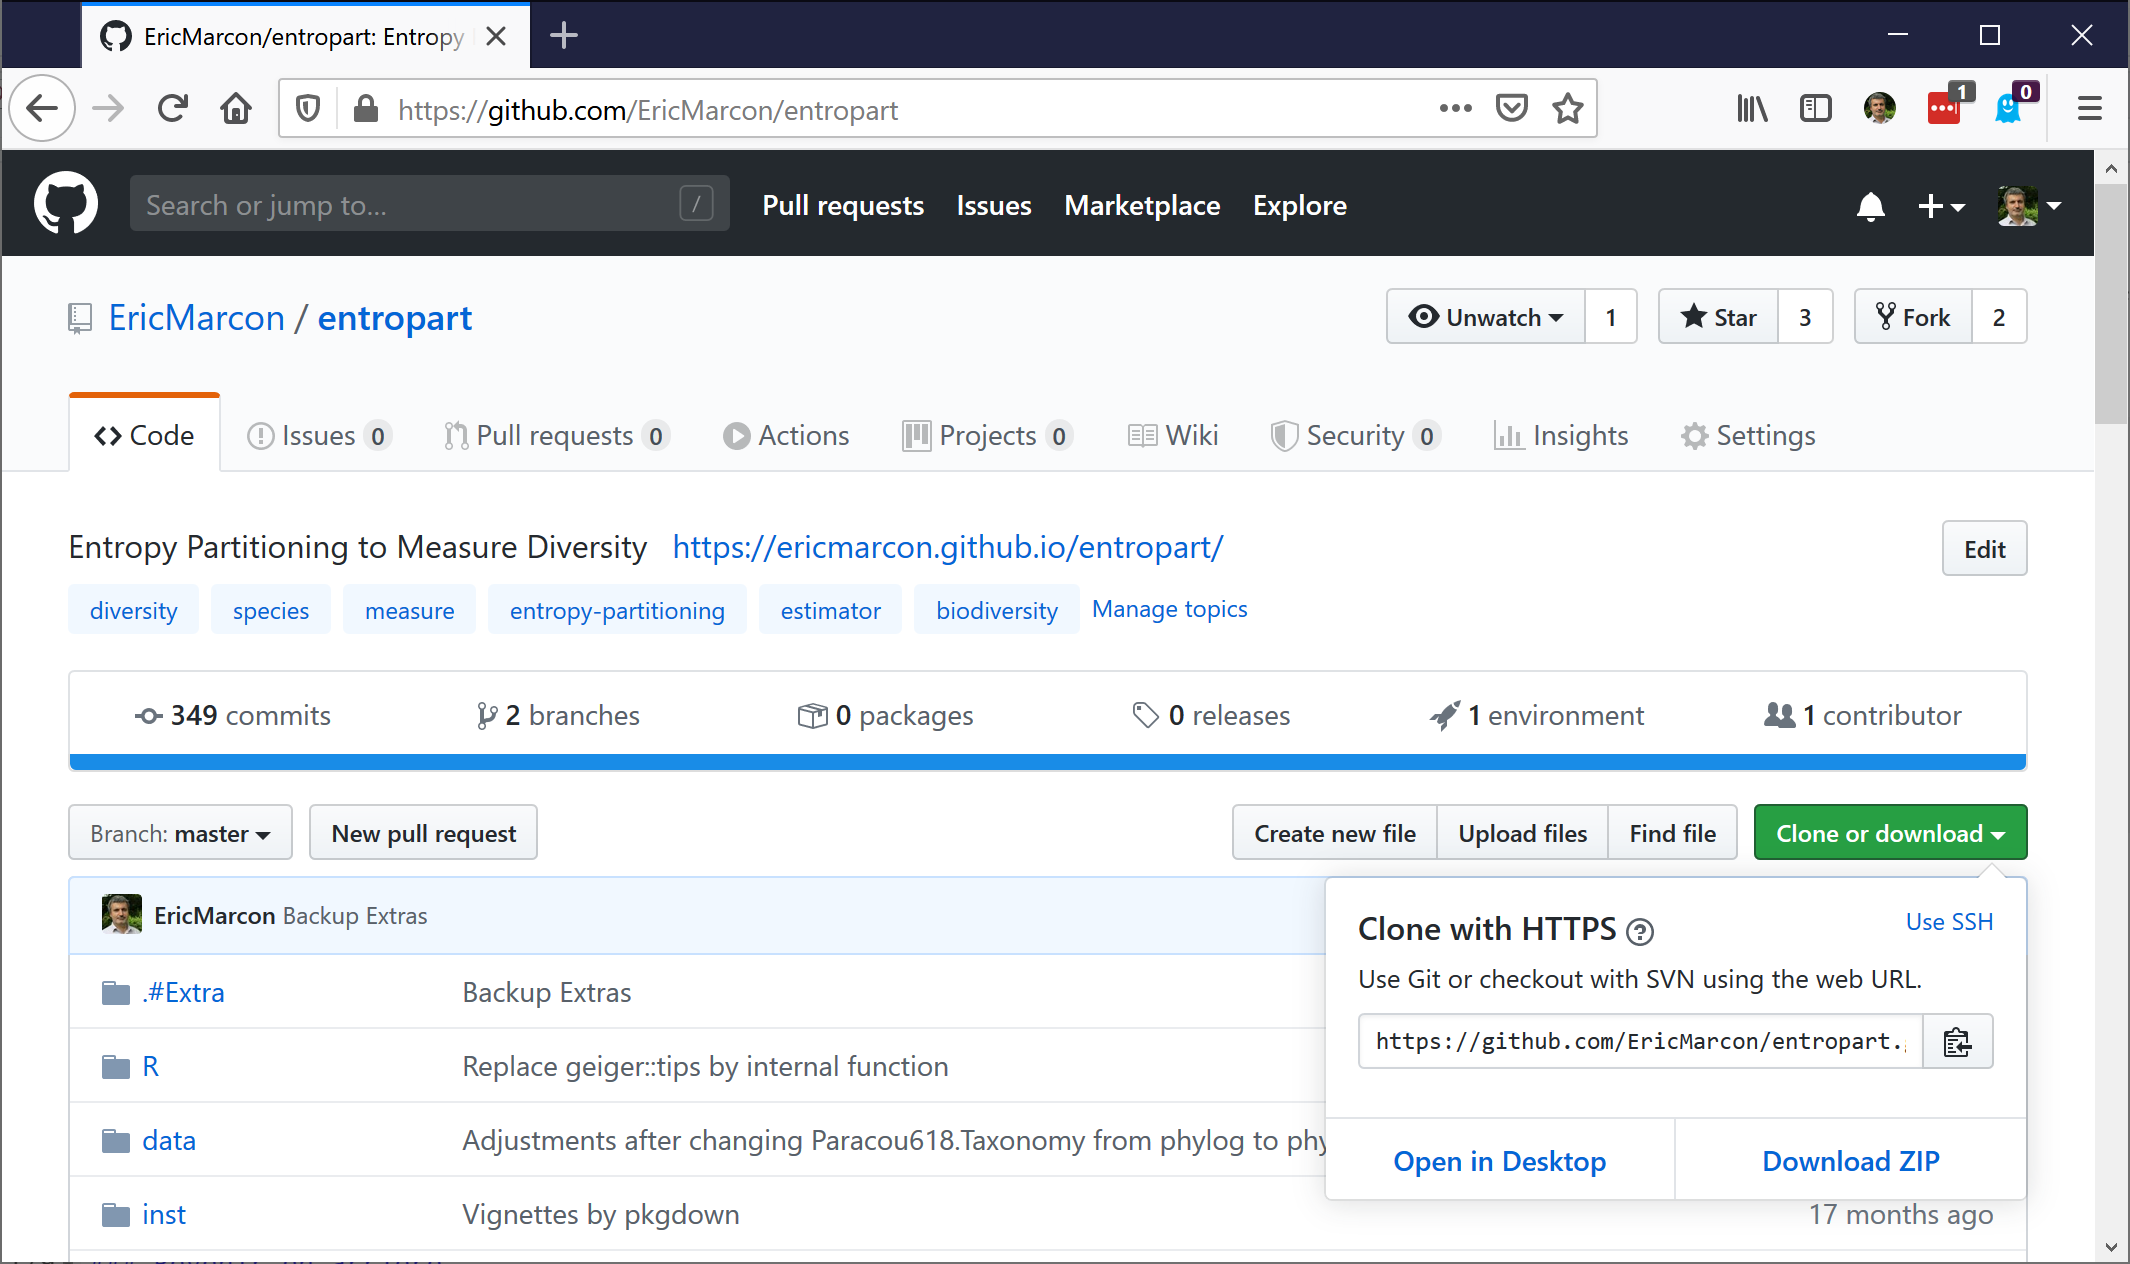 EricMarcon/entropart: Entropy
https://github.com/EricMarcon/entropart
1
0
Search or jump to... /
Pull requests Issues Marketplace Explore
EricMarcon / entropart
Unwatch 1 Star 3 Fork 2
Code Issues 0 Pull requests 0 Actions Projects 0 Wiki Security 0 Insights Settings
Entropy Partitioning to Measure Diversity https://ericmarcon.github.io/entropart/
Edit
diversity species measure entropy-partitioning estimator biodiversity Manage topics
349 commits 2 branches 0 packages 0 releases 1 environment 1 contributor
Branch: master New pull request Create new file Upload files Find file Clone or download
EricMarcon Backup Extras
Clone with HTTPS ? Use SSH
Use Git or checkout with SVN using the web URL.
https://github.com/EricMarcon/entropart.
Open in Desktop Download ZIP
.#Extra Backup Extras
R Replace geiger::tips by internal function
data Adjustments after changing Paracou618.Taxonomy from phylog to phy
inst Vignettes by pkgdown 17 months ago